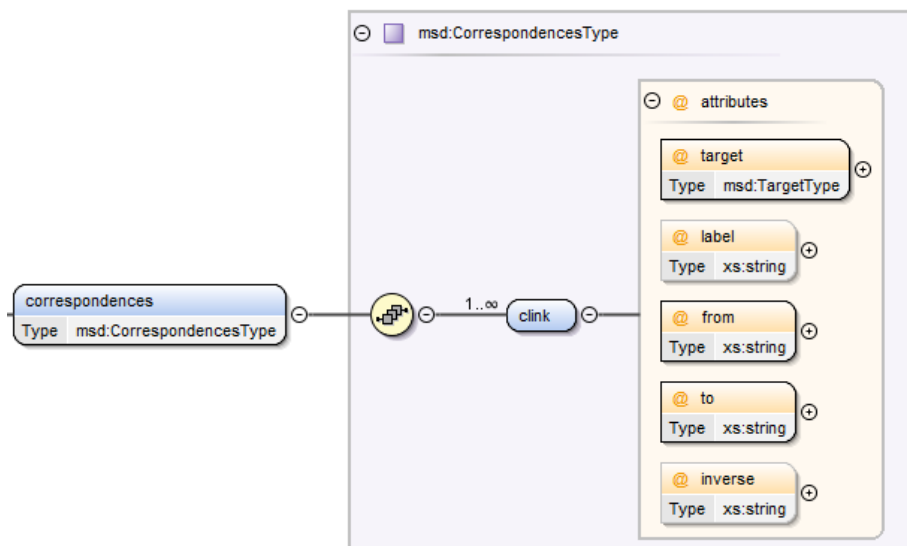 msd:CorrespondencesType
@ attributes
@ target
Type msd:TargetType
@ label
Type xs:string
correspondences
Type msd:CorrespondencesType
1..∞
clink
@ from
Type xs:string
@ to
Type xs:string
@ inverse
Type xs:string